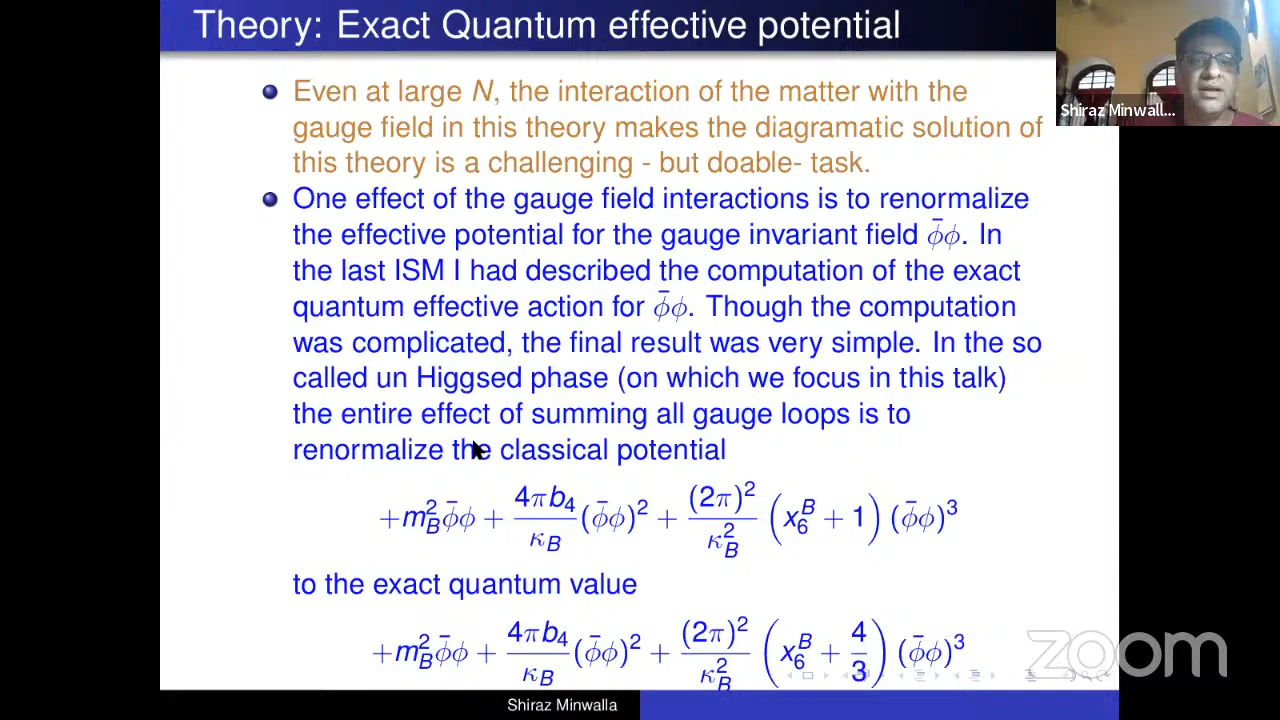 Theory: Exact Quantum effective potential
Shiraz Minwall...
Even at large N, the interaction of the matter with the
gauge field in this theory makes the diagramatic solution of
this theory is a challenging - but doable- task.
One effect of the gauge field interactions is to renormalize
the effective potential for the gauge invariant field φ̄φ. In
the last ISM I had described the computation of the exact
quantum effective action for φ̄φ. Though the computation
was complicated, the final result was very simple. In the so
called un Higgsed phase (on which we focus in this talk)
the entire effect of summing all gauge loops is to
renormalize the classical potential
+m_B^2 φ̄φ + \frac{4πb_4}{κ_B}(φ̄φ)^2 + \frac{(2π)^2}{κ_B^2}(x_6^B + 1)(φ̄φ)^3
to the exact quantum value
+m_B^2 φ̄φ + \frac{4πb_4}{κ_B}(φ̄φ)^2 + \frac{(2π)^2}{κ_B^2}(x_6^B + \frac{4}{3})(φ̄φ)^3
zoom
Shiraz Minwalla